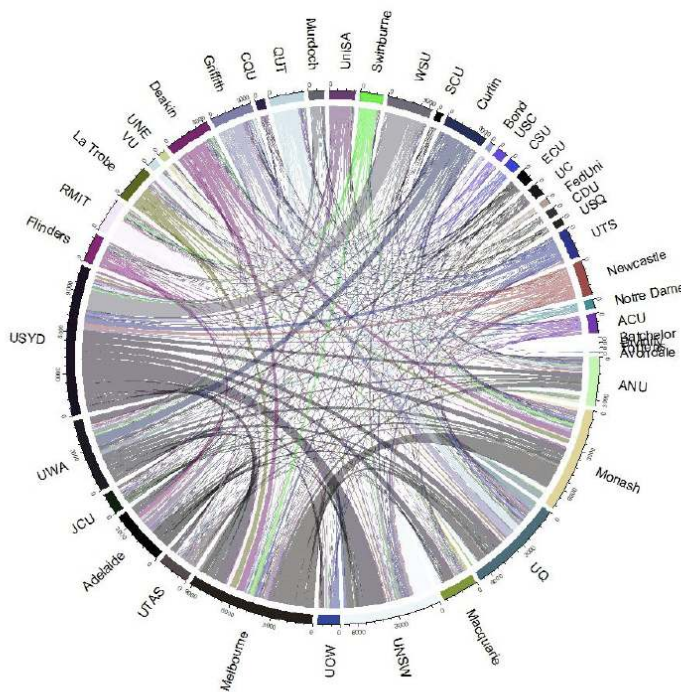 Murdoch
UniSA
Swinburne
WSU
SCU
Curtin
Bond
USC
CSU
ECU
UC
FedUni
CDU
USQ
UTS
Newcastle
Notre Dame
ACU
Batchelor
Avondale
ANU
Monash
UQ
Macquarie
UNSW
UOW
Melbourne
UTAS
Adelaide
JCU
UWA
USYD
Flinders
RMIT
La Trobe
VU
UNE
Deakin
Griffith
CQU
QUT